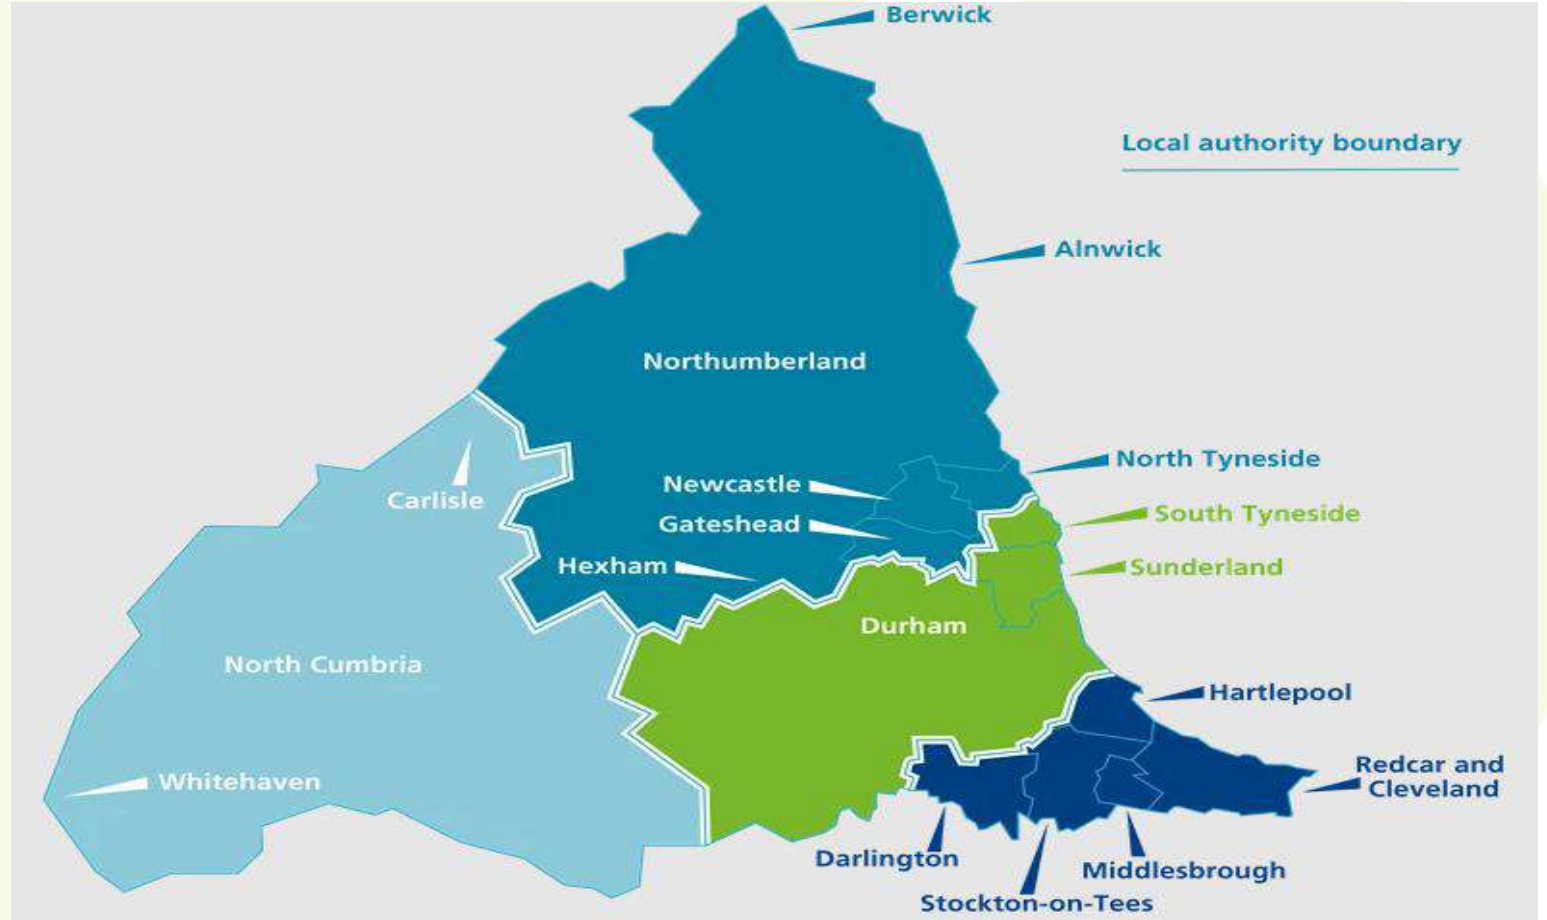 Berwick
Local authority boundary
Alnwick
Northumberland
North Tyneside
Newcastle
Carlisle
South Tyneside
Gateshead
Hexham
Sunderland
Durham
North Cumbria
Hartlpool
Redcar and
Cleveland
Whitehaven
Darlington
Middlesbrough
Stockton-on-Tees